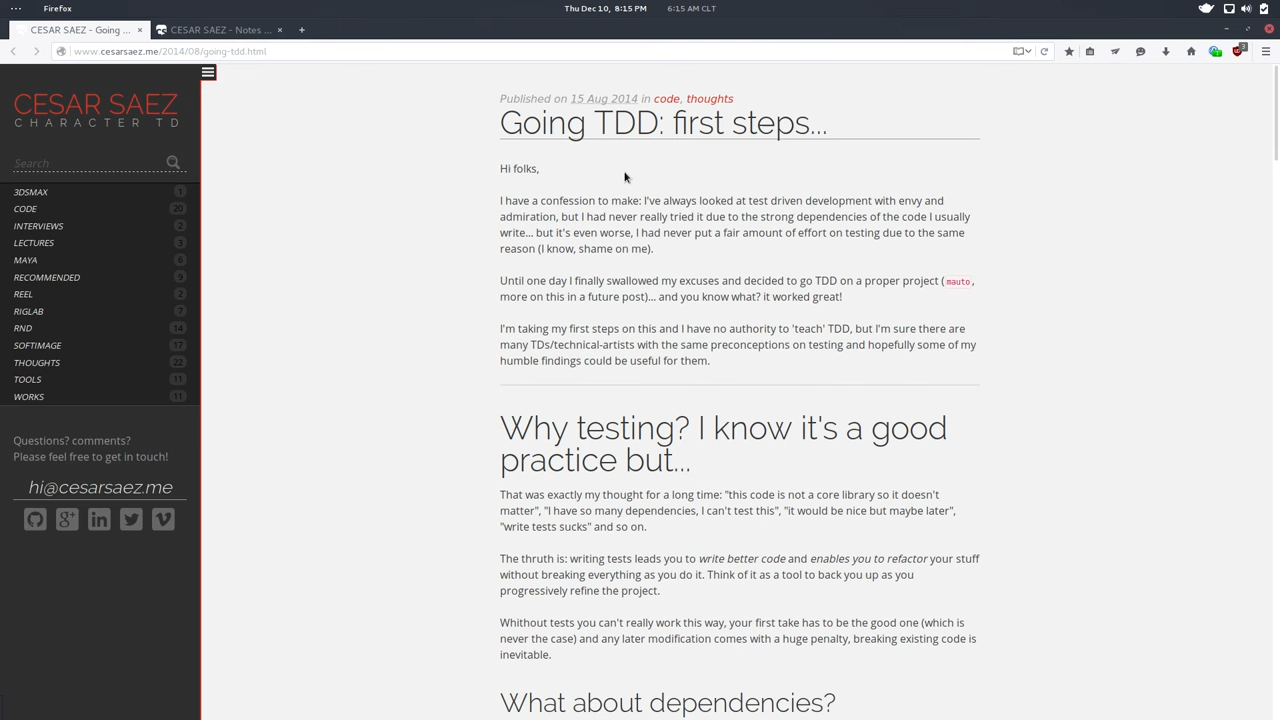 Firefox
Thu Dec 10, 8:15 PM
6:15 AM CLT
CESAR SAEZ - Going ...
CESAR SAEZ - Notes ...
www.cesarsaez.me/2014/08/going-tdd.html
3
CESAR SAEZ
CHARACTER TD
Search
3DSMAX 1
CODE 20
INTERVIEWS 2
LECTURES 3
MAYA 6
RECOMMENDED 9
REEL 2
RIGLAB 7
RND 14
SOFTIMAGE 17
THOUGHTS 22
TOOLS 11
WORKS 11
Questions? comments?
Please feel free to get in touch!
hi@cesarsaez.me
Published on 15 Aug 2014 in code, thoughts
Going TDD: first steps...
Hi folks,
I have a confession to make: I've always looked at test driven development with envy and
admiration, but I had never really tried it due to the strong dependencies of the code I usually
write... but it's even worse, I had never put a fair amount of effort on testing due to the same
reason (I know, shame on me).
Until one day I finally swallowed my excuses and decided to go TDD on a proper project (mauto,
more on this in a future post)... and you know what? it worked great!
I'm taking my first steps on this and I have no authority to 'teach' TDD, but I'm sure there are
many TDs/technical-artists with the same preconceptions on testing and hopefully some of my
humble findings could be useful for them.
Why testing? I know it's a good
practice but...
That was exactly my thought for a long time: "this code is not a core library so it doesn't
matter", "I have so many dependencies, I can't test this", "it would be nice but maybe later",
"write tests sucks" and so on.
The thruth is: writing tests leads you to write better code and enables you to refactor your stuff
without breaking everything as you do it. Think of it as a tool to back you up as you
progressively refine the project.
Whithout tests you can't really work this way, your first take has to be the good one (which is
never the case) and any later modification comes with a huge penalty, breaking existing code is
inevitable.
What about dependencies?